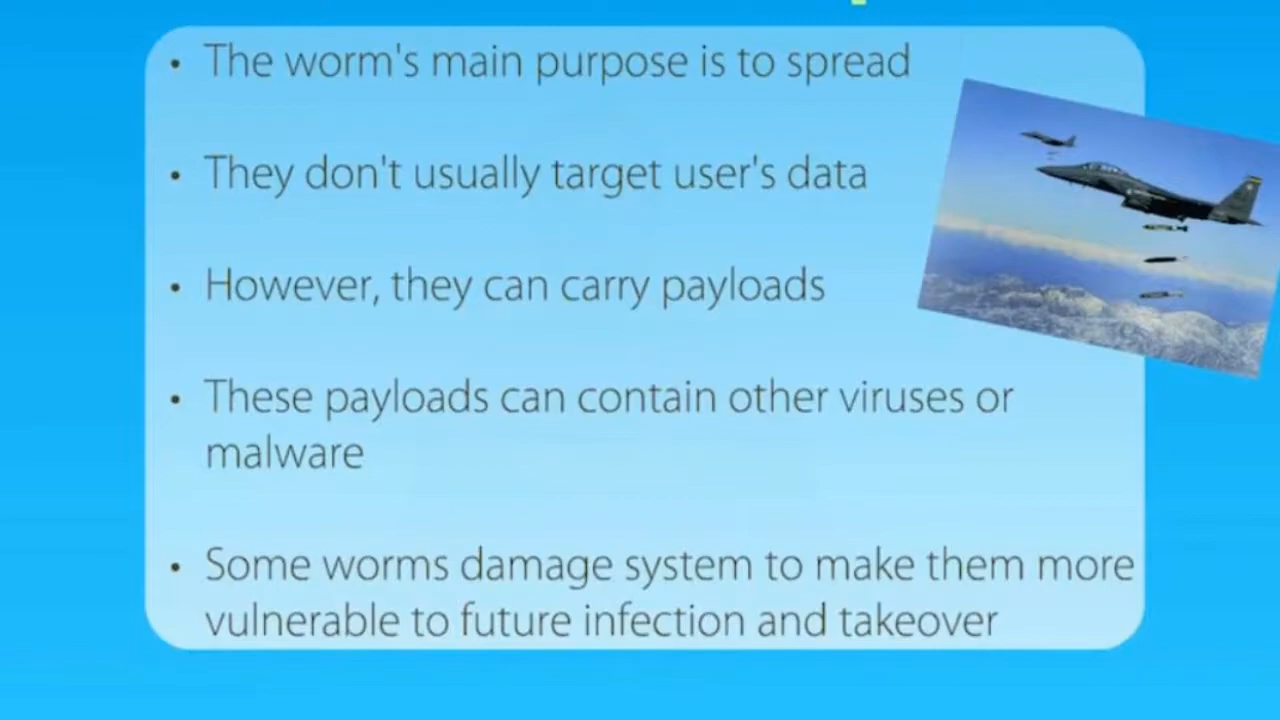 • The worm's main purpose is to spread
• They don't usually target user's data
• However, they can carry payloads
• These payloads can contain other viruses or
malware
• Some worms damage system to make them more
vulnerable to future infection and takeover